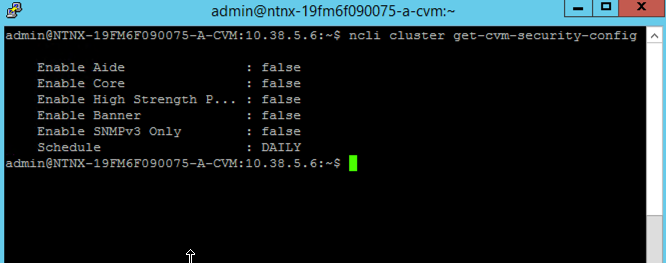 admin@ntnx-19fm6f090075-a-cvm:~
admin@NTNX-19FM6F090075-A-CVM:10.38.5.6:~$ ncli cluster get-cvm-security-config
Enable Aide : false
Enable Core : false
Enable High Strength P... : false
Enable Banner : false
Enable SNMPv3 Only : false
Schedule : DAILY
admin@NTNX-19FM6F090075-A-CVM:10.38.5.6:~$